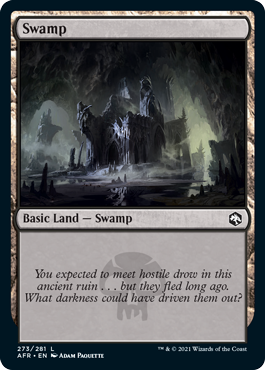 Swamp
Basic Land — Swamp
You expected to meet hostile drow in this
ancient ruin . . . but they fled long ago.
What darkness could have driven them out?
273/281 L
AFR • EN Adam Paquette
™ & © 2021 Wizards of the Coast